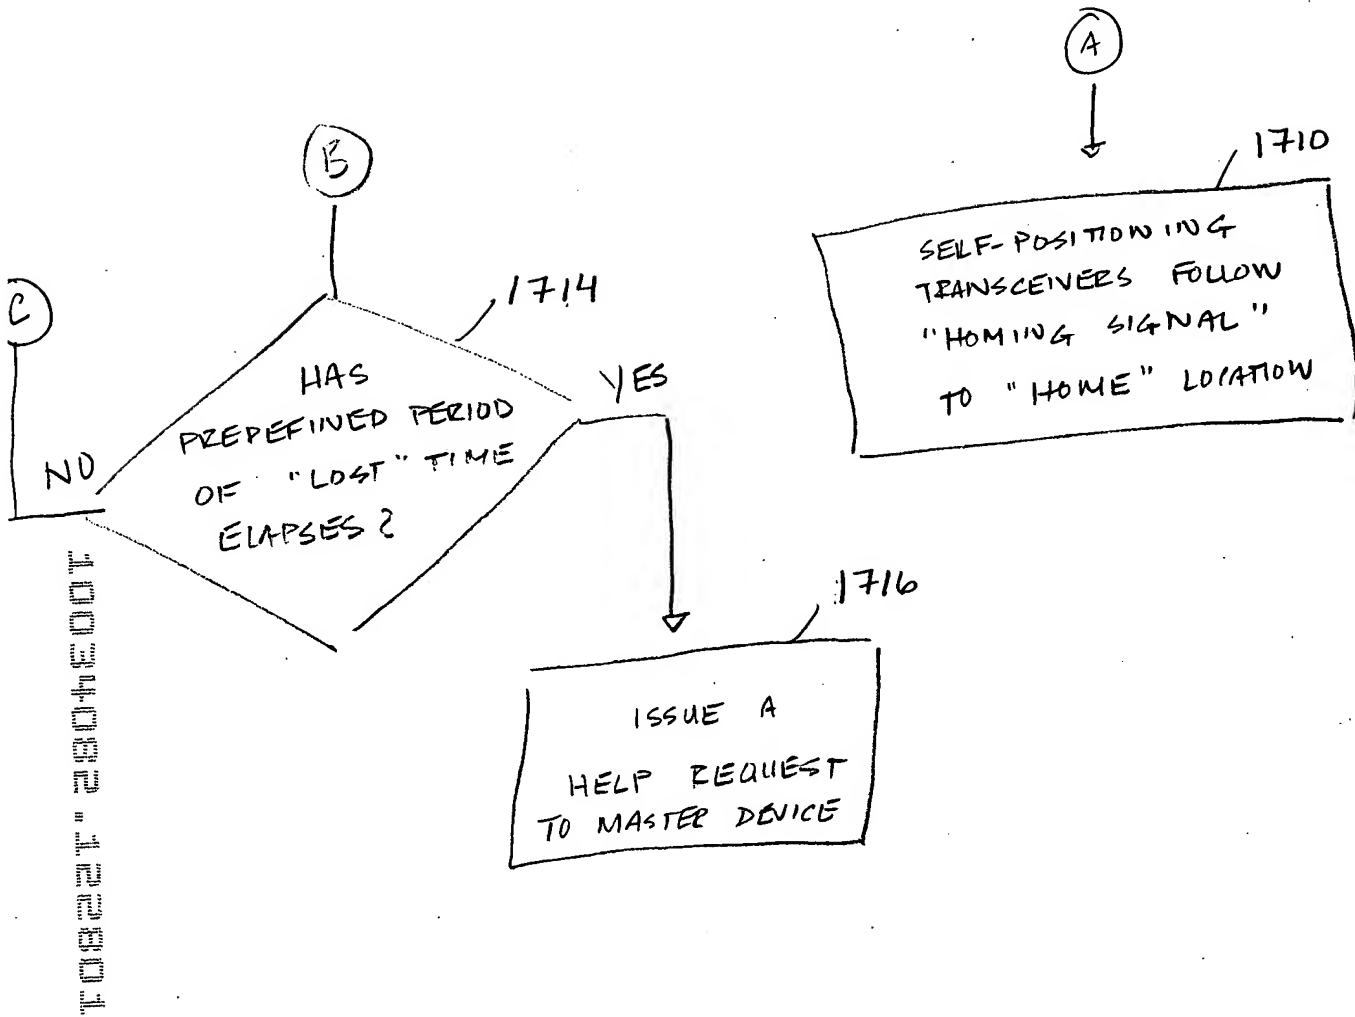 A
1710
SELF-POSITIONING
TRANSCEIVERS FOLLOW
"HOMING SIGNAL"
TO "HOME" LOCATION
B
1714
C
HAS
PREDEFINED PERIOD
OF "LOST" TIME
ELAPSES?
YES
NO
1716
ISSUE A
HELP REQUEST
TO MASTER DEVICE
10034082.122801